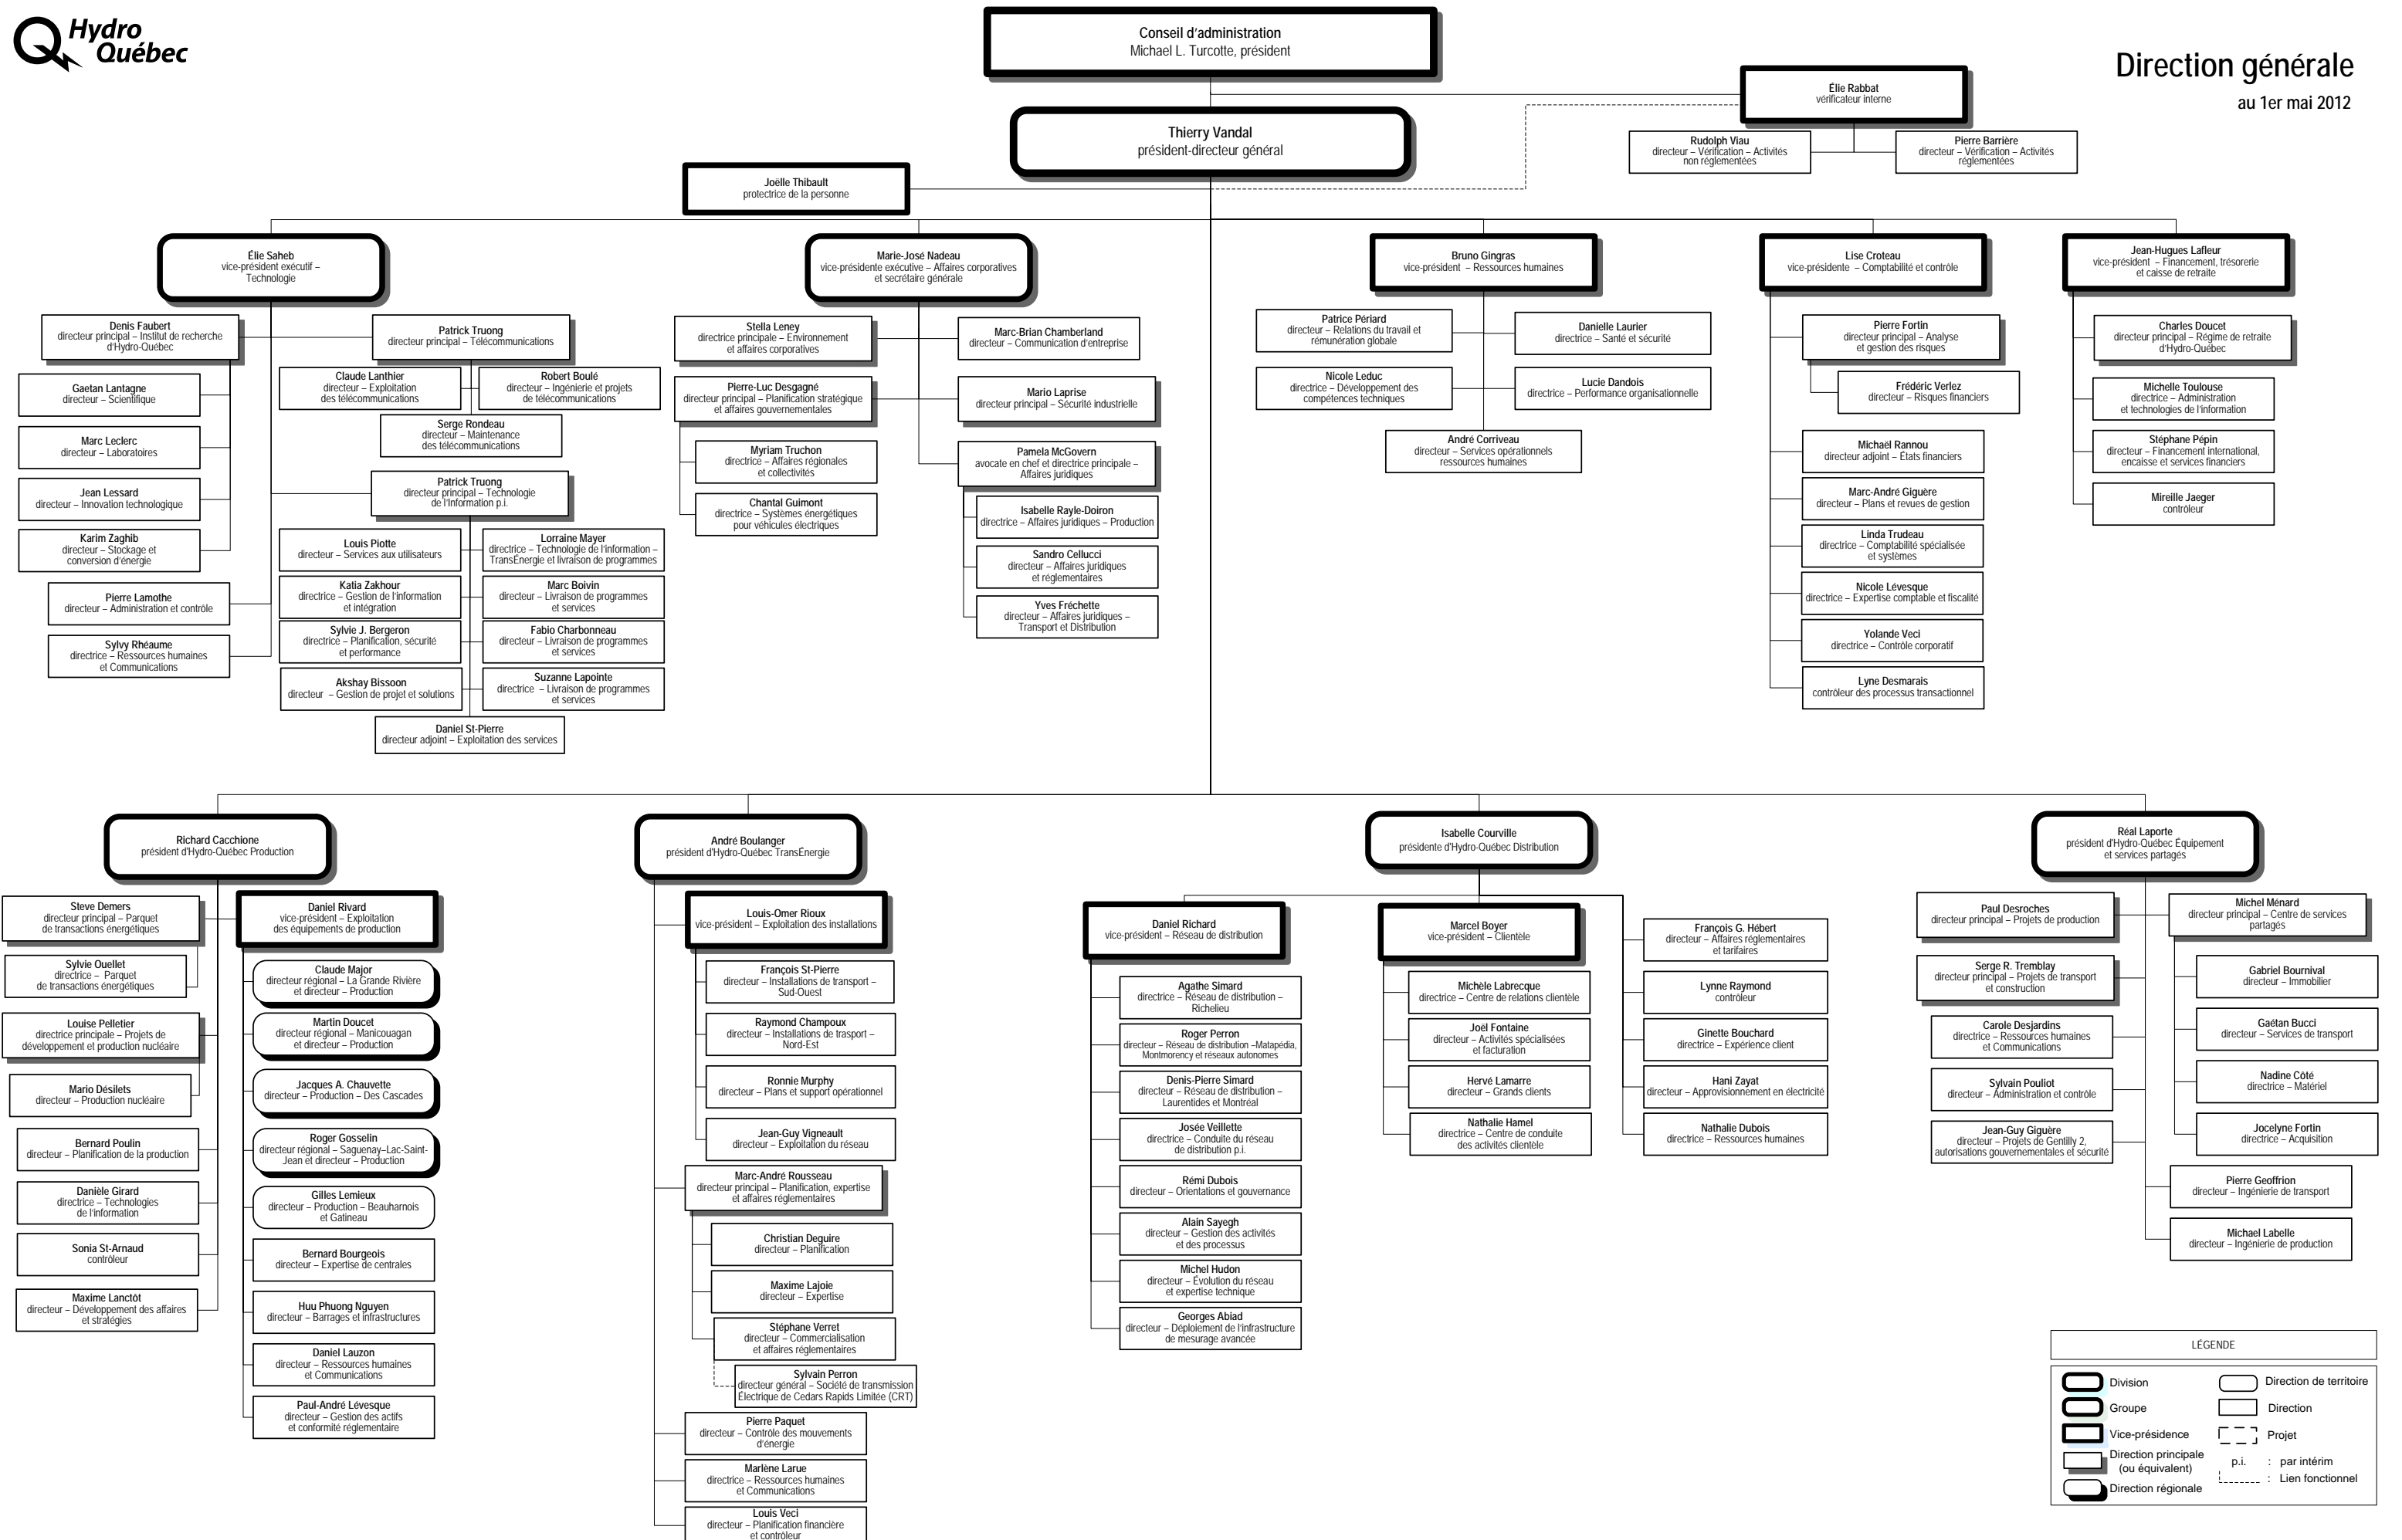 Hydro
Québec
Conseil d'administration
Michael L. Turcotte, président
Direction générale
au 1er mai 2012
Élie Rabbat
vérificateur interne
Thierry Vandal
président-directeur général
Rudolph Viau
directeur – Vérification – Activités
non réglementées
Pierre Barrière
directeur – Vérification – Activités
réglementées
Joëlle Thibault
protectrice de la personne
Élie Saheb
vice-président exécutif –
Technologie
Marie-José Nadeau
vice-présidente exécutive – Affaires corporatives
et secrétaire générale
Bruno Gingras
vice-président – Ressources humaines
Lise Croteau
vice-présidente – Comptabilité et contrôle
Jean-Hugues Lafleur
vice-président – Financement, trésorerie
et caisse de retraite
Denis Faubert
directeur principal – Institut de recherche
d'Hydro-Québec
Patrick Truong
directeur principal – Télécommunications
Gaetan Lantagne
directeur – Scientifique
Marc Leclerc
directeur – Laboratoires
Jean Lessard
directeur – Innovation technologique
Karim Zaghib
directeur – Stockage et
conversion d'énergie
Pierre Lamothe
directeur – Administration et contrôle
Sylvy Rhéaume
directrice – Ressources humaines
et Communications
Claude Lanthier
directeur – Exploitation
des télécommunications
Robert Boulé
directeur – Ingénierie et projets
de télécommunications
Serge Rondeau
directeur – Maintenance
des télécommunications
Patrick Truong
directeur principal – Technologie
de l'Information p.i.
Louis Piotte
directeur – Services aux utilisateurs
Lorraine Mayer
directrice – Technologie de l'information –
TransÉnergie et livraison de programmes
Katia Zakhour
directrice – Gestion de l'information
et intégration
Marc Boivin
directeur – Livraison de programmes
et services
Sylvie J. Bergeron
directrice – Planification, sécurité
et performance
Fabio Charbonneau
directeur – Livraison de programmes
et services
Akshay Bissoon
directeur – Gestion de projet et solutions
Suzanne Lapointe
directrice – Livraison de programmes
et services
Daniel St-Pierre
directeur adjoint – Exploitation des services
Stella Leney
directrice principale – Environnement
et affaires corporatives
Marc-Brian Chamberland
directeur – Communication d'entreprise
Pierre-Luc Desgagné
directeur principal – Planification stratégique
et affaires gouvernementales
Mario Laprise
directeur principal – Sécurité industrielle
Myriam Truchon
directrice – Affaires régionales
et collectivités
Chantal Guimont
directrice – Systèmes énergétiques
pour véhicules électriques
Pamela McGovern
avocate en chef et directrice principale –
Affaires juridiques
Isabelle Rayle-Doiron
directrice – Affaires juridiques – Production
Sandro Cellucci
directeur – Affaires juridiques
et réglementaires
Yves Fréchette
directeur – Affaires juridiques –
Transport et Distribution
Patrice Périard
directeur – Relations du travail et
rémunération globale
Danielle Laurier
directrice – Santé et sécurité
Nicole Leduc
directrice – Développement des
compétences techniques
Lucie Dandois
directrice – Performance organisationnelle
André Corriveau
directeur – Services opérationnels
ressources humaines
Pierre Fortin
directeur principal – Analyse
et gestion des risques
Frédéric Verlez
directeur – Risques financiers
Michaël Rannou
directeur adjoint – États financiers
Marc-André Giguère
directeur – Plans et revues de gestion
Linda Trudeau
directrice – Comptabilité spécialisée
et systèmes
Nicole Lévesque
directrice – Expertise comptable et fiscalité
Yolande Veci
directrice – Contrôle corporatif
Lyne Desmarais
contrôleur des processus transactionnel
Charles Doucet
directeur principal – Régime de retraite
d'Hydro-Québec
Michelle Toulouse
directrice – Administration
et technologies de l'information
Stéphane Pépin
directeur – Financement international,
encaisse et services financiers
Mireille Jaeger
contrôleur
Richard Cacchione
président d'Hydro-Québec Production
André Boulanger
président d'Hydro-Québec TransÉnergie
Isabelle Courville
présidente d'Hydro-Québec Distribution
Réal Laporte
président d'Hydro-Québec Équipement
et services partagés
Steve Demers
directeur principal – Parquet
de transactions énergétiques
Sylvie Ouellet
directrice – Parquet
de transactions énergétiques
Louise Pelletier
directrice principale – Projets de
développement et production nucléaire
Mario Désilets
directeur – Production nucléaire
Bernard Poulin
directeur – Planification de la production
Danièle Girard
directrice – Technologies
de l'information
Sonia St-Arnaud
contrôleur
Maxime Lanctôt
directeur – Développement des affaires
et stratégies
Daniel Rivard
vice-président – Exploitation
des équipements de production
Claude Major
directeur régional – La Grande Rivière
et directeur – Production
Martin Doucet
directeur régional – Manicouagan
et directeur – Production
Jacques A. Chauvette
directeur – Production – Des Cascades
Roger Gosselin
directeur régional – Saguenay–Lac-Saint-
Jean et directeur – Production
Gilles Lemieux
directeur – Production – Beauharnois
et Gatineau
Bernard Bourgeois
directeur – Expertise de centrales
Huu Phuong Nguyen
directeur – Barrages et infrastructures
Daniel Lauzon
directeur – Ressources humaines
et Communications
Paul-André Lévesque
directeur – Gestion des actifs
et conformité réglementaire
Louis-Omer Rioux
vice-président – Exploitation des installations
François St-Pierre
directeur – Installations de transport –
Sud-Ouest
Raymond Champoux
directeur – Installations de trasport –
Nord-Est
Ronnie Murphy
directeur – Plans et support opérationnel
Jean-Guy Vigneault
directeur – Exploitation du réseau
Marc-André Rousseau
directeur principal – Planification, expertise
et affaires réglementaires
Christian Deguire
directeur – Planification
Maxime Lajoie
directeur – Expertise
Stéphane Verret
directeur – Commercialisation
et affaires réglementaires
Sylvain Perron
directeur général – Société de transmission
Électrique de Cedars Rapids Limitée (CRT)
Pierre Paquet
directeur – Contrôle des mouvements
d'énergie
Marlène Larue
directrice – Ressources humaines
et Communications
Louis Veci
directeur – Planification financière
et contrôleur
Daniel Richard
vice-président – Réseau de distribution
Agathe Simard
directrice – Réseau de distribution –
Richelieu
Roger Perron
directeur – Réseau de distribution –Matapédia,
Montmorency et réseaux autonomes
Denis-Pierre Simard
directeur – Réseau de distribution –
Laurentides et Montréal
Josée Veillette
directrice – Conduite du réseau
de distribution p.i.
Rémi Dubois
directeur – Orientations et gouvernance
Alain Sayegh
directeur – Gestion des activités
et des processus
Michel Hudon
directeur – Évolution du réseau
et expertise technique
Georges Abiad
directeur – Déploiement de l'infrastructure
de mesurage avancée
Marcel Boyer
vice-président – Clientèle
Michèle Labrecque
directrice – Centre de relations clientèle
Joël Fontaine
directeur – Activités spécialisées
et facturation
Hervé Lamarre
directeur – Grands clients
Nathalie Hamel
directrice – Centre de conduite
des activités clientèle
François G. Hébert
directeur – Affaires réglementaires
et tarifaires
Lynne Raymond
contrôleur
Ginette Bouchard
directrice – Expérience client
Hani Zayat
directeur – Approvisionnement en électricité
Nathalie Dubois
directrice – Ressources humaines
Paul Desroches
directeur principal – Projets de production
Michel Ménard
directeur principal – Centre de services
partagés
Serge R. Tremblay
directeur principal – Projets de transport
et construction
Carole Desjardins
directrice – Ressources humaines
et Communications
Sylvain Pouliot
directeur – Administration et contrôle
Jean-Guy Giguère
directeur – Projets de Gentilly 2,
autorisations gouvernementales et sécurité
Gabriel Bournival
directeur – Immobilier
Gaétan Bucci
directeur – Services de transport
Nadine Côté
directrice – Matériel
Jocelyne Fortin
directrice – Acquisition
Pierre Geoffrion
directeur – Ingénierie de transport
Michael Labelle
directeur – Ingénierie de production
LÉGENDE
Division
Groupe
Vice-présidence
Direction principale
(ou équivalent)
Direction régionale
Direction de territoire
Direction
Projet
p.i. : par intérim
: Lien fonctionnel